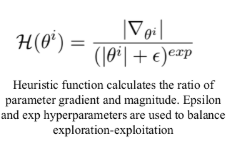 H(θ^i) = |∇_{θ^i}| / (|θ^i| + ϵ)^{exp}
Heuristic function calculates the ratio of
parameter gradient and magnitude. Epsilon
and exp hyperparameters are used to balance
exploration-exploitation